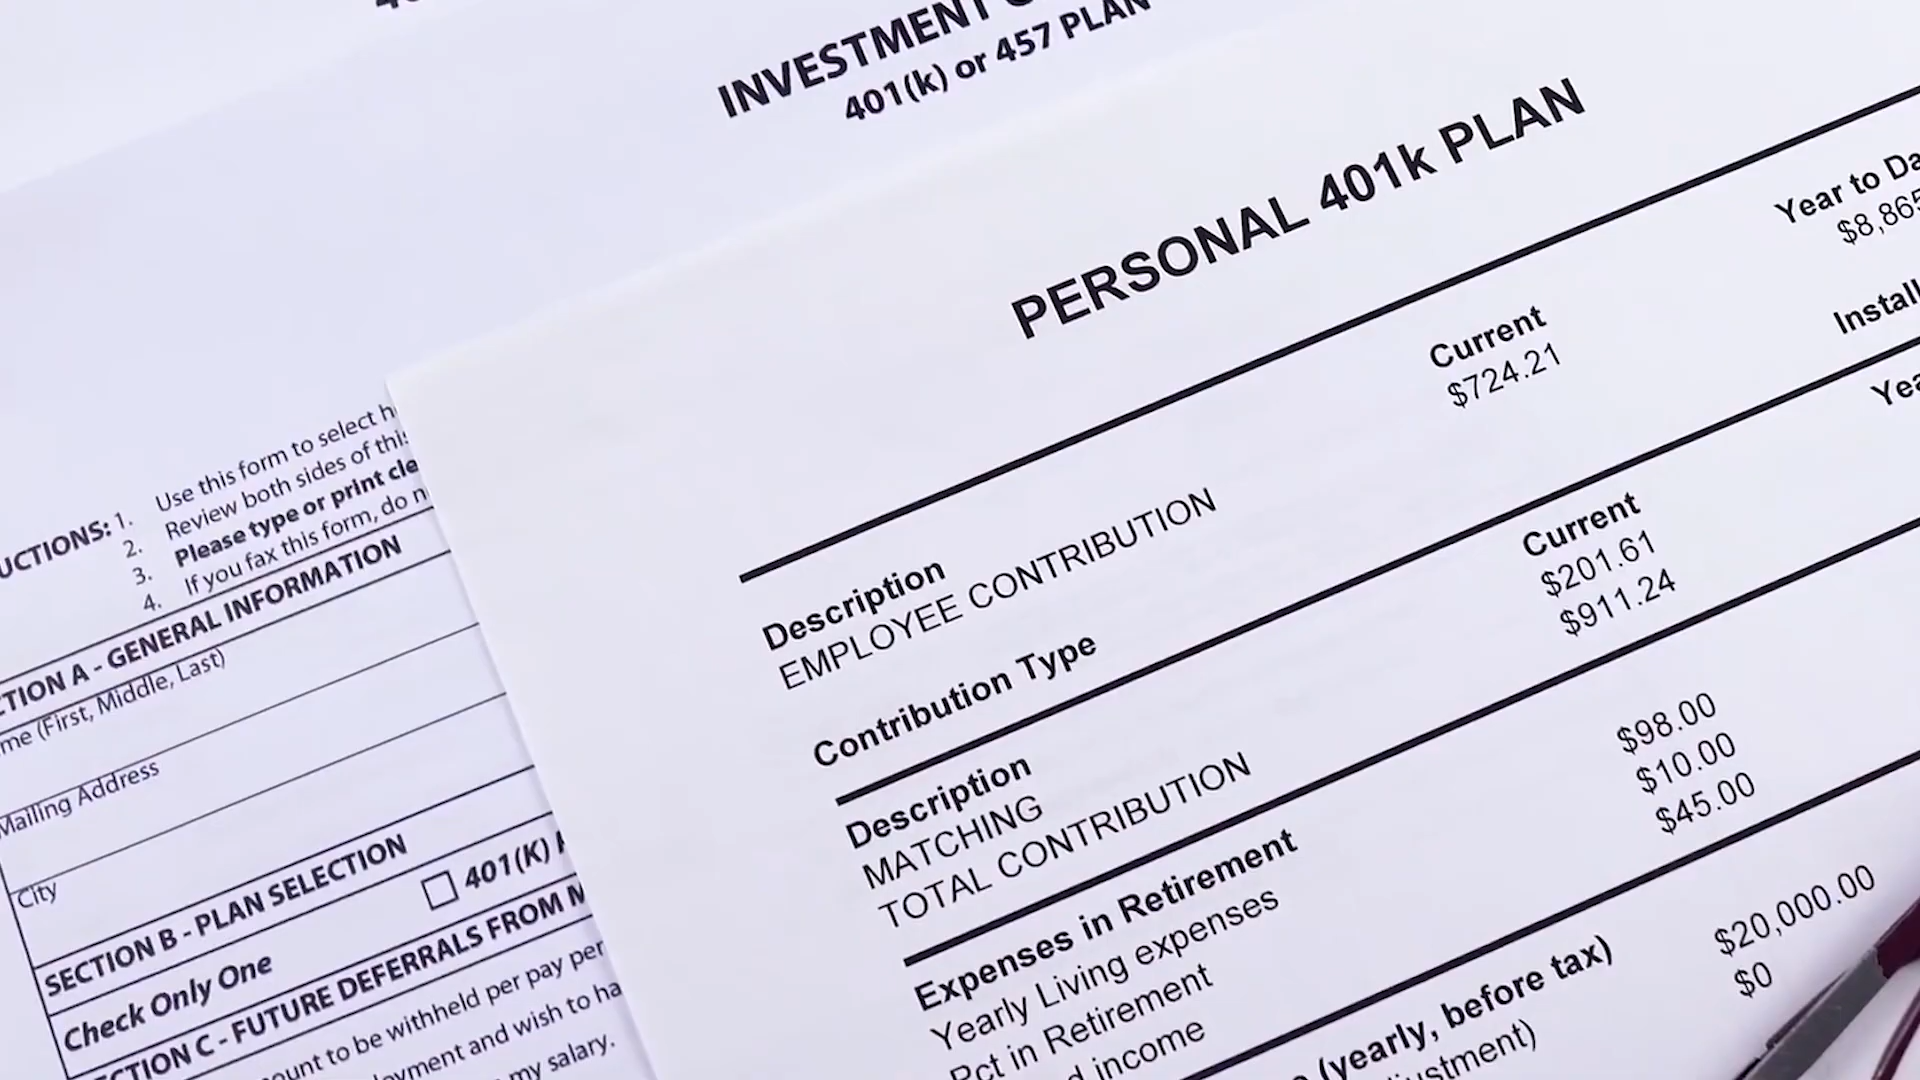 INVESTMENT
401(k) or 457 PLAN
PERSONAL 401k PLAN
Year to Da
$8,865
Current
$724.21
Install
Description
EMPLOYEE CONTRIBUTION
Contribution Type
Yea
Current
$201.61
$911.24
Description
MATCHING
TOTAL CONTRIBUTION
$98.00
$10.00
$45.00
Expenses in Retirement
Yearly Living expenses
Pct in Retirement
d income
(yearly, before tax)
$20,000.00
$0
justment)
UCTIONS: 1. Use this form to select h
2. Review both sides of this
3. Please type or print cle
4. If you fax this form, do n
CTION A - GENERAL INFORMATION
me (First, Middle, Last)
Mailing Address
City
SECTION B - PLAN SELECTION
Check Only One
401(K)
CTION C - FUTURE DEFERRALS FROM M
ount to be withheld per pay per
oyment and wish to ha
my salary.